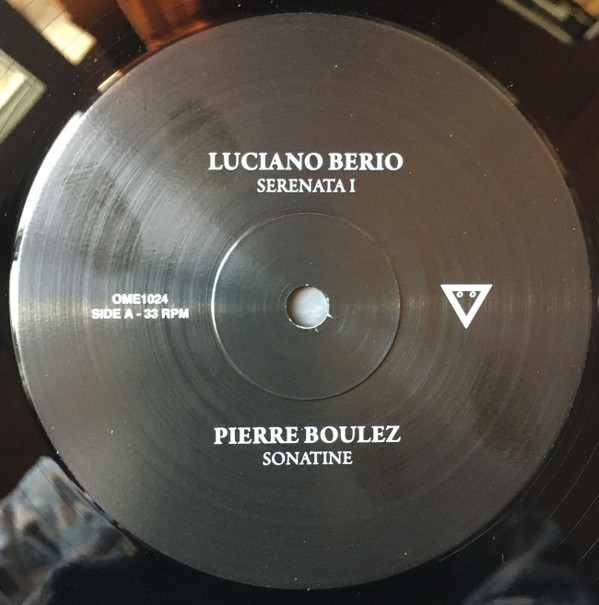 LUCIANO BERIO
SERENATA I
OME1024
SIDE A - 33 RPM
PIERRE BOULEZ
SONATINE